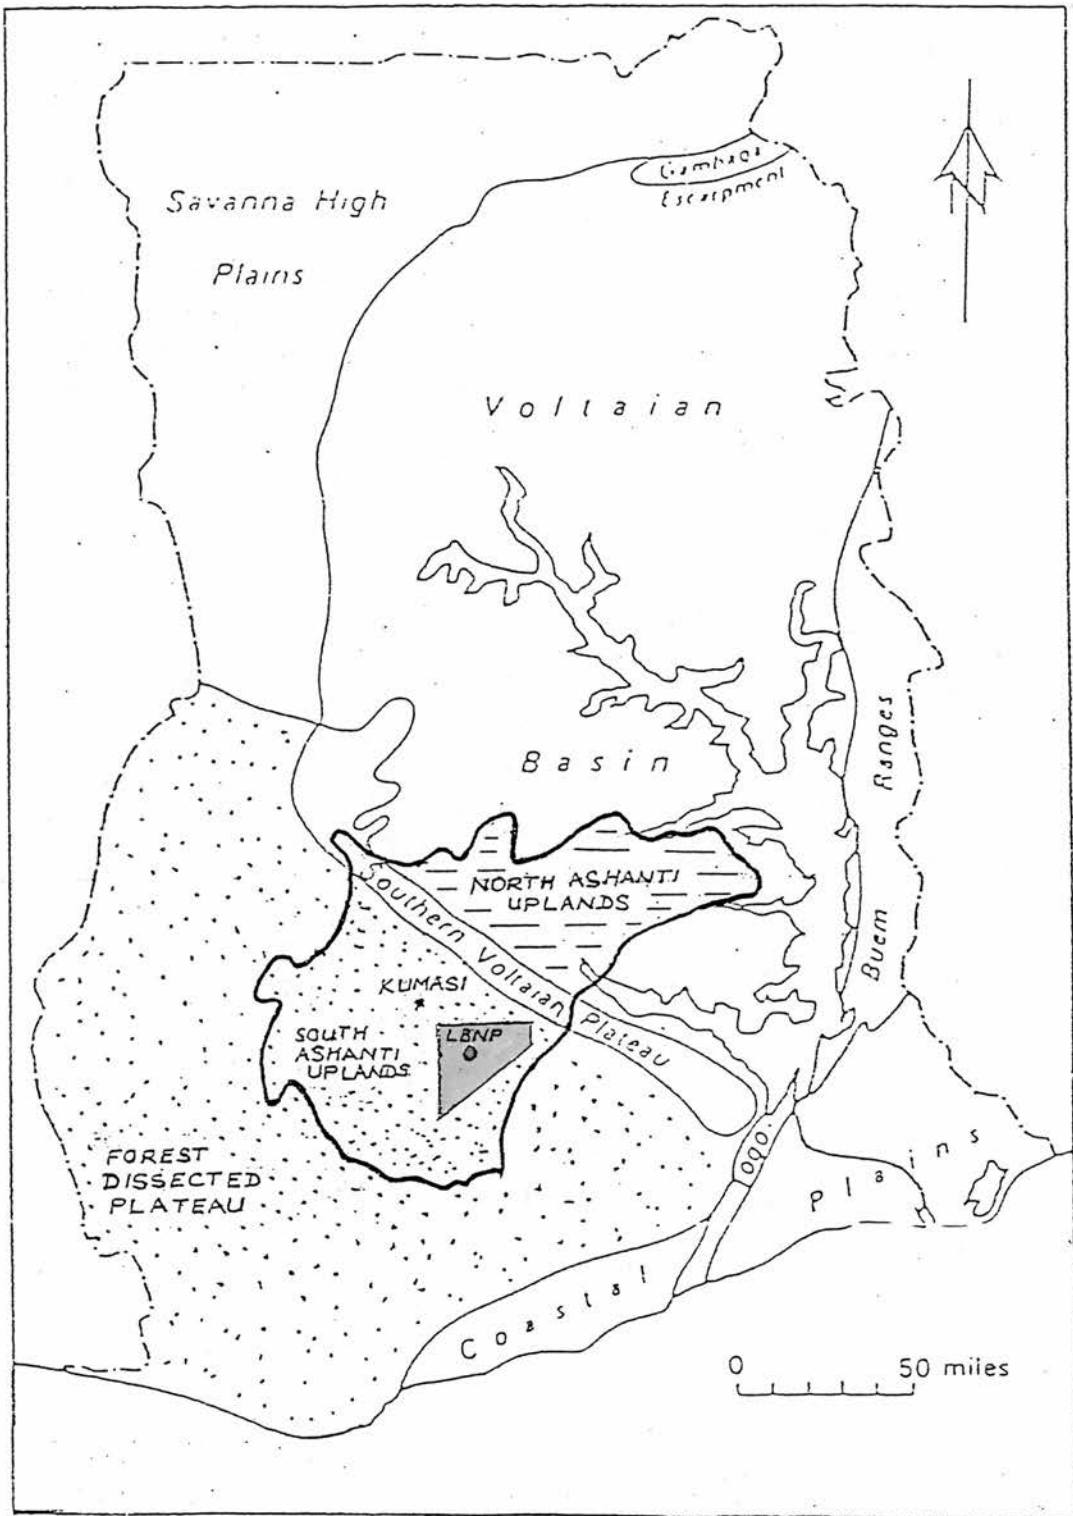 Gambaga
Escarpment
Savanna High
Plains
Voltaian
Basin
Ranges
Buem
NORTH ASHANTI
UPLANDS
Southern Voltaian Plateau
KUMASI
LBNP
SOUTH
ASHANTI
UPLANDS
FOREST
DISSECTED
PLATEAU
Togo
Coastal Plains
0 50 miles